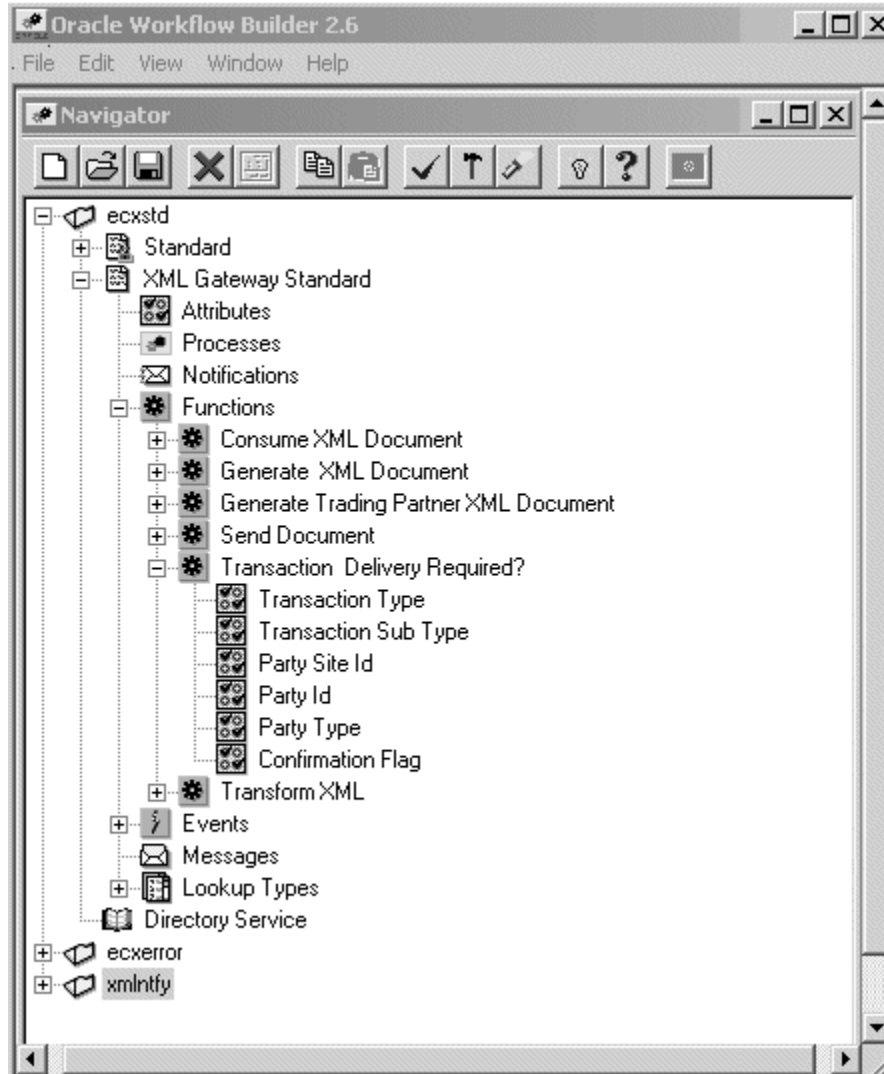 Oracle Workflow Builder 2.6
File Edit View Window Help
Navigator
ecxstd
Standard
XML Gateway Standard
Attributes
Processes
Notifications
Functions
Consume XML Document
Generate XML Document
Generate Trading Partner XML Document
Send Document
Transaction Delivery Required?
Transaction Type
Transaction Sub Type
Party Site Id
Party Id
Party Type
Confirmation Flag
Transform XML
Events
Messages
Lookup Types
Directory Service
ecxerror
xmlntfy